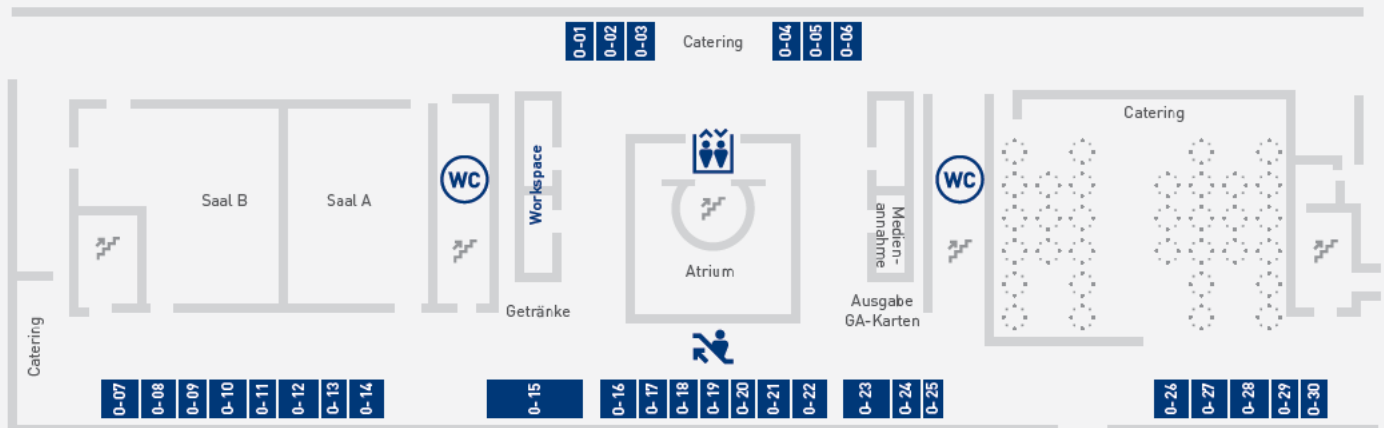 0-01
0-02
0-03
Catering
0-04
0-05
0-06
Catering
WC
Workspace
WC
Saal B
Saal A
Medien-
annahme
Atrium
Getränke
Ausgabe
GA-Karten
Catering
0-07
0-08
0-09
0-10
0-11
0-12
0-13
0-14
0-15
0-16
0-17
0-18
0-19
0-20
0-21
0-22
0-23
0-24
0-25
0-26
0-27
0-28
0-29
0-30